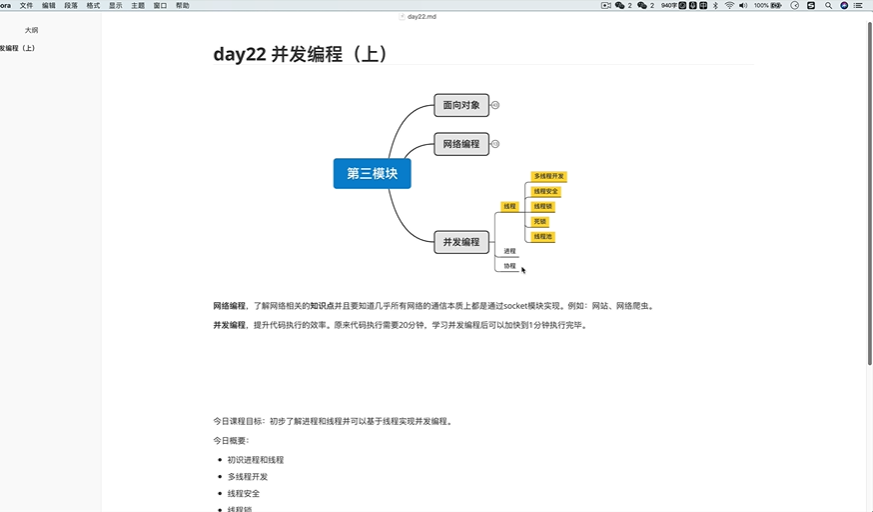 ora 文件 编辑 段落 格式 显示 主题 窗口 帮助 2 2 940字 100%
day22.md
大纲
发编程（上）
day22 并发编程（上）
面向对象
网络编程
第三模块
多线程开发
线程安全
线程 线程锁
死锁
线程池
并发编程
进程
协程
网络编程，了解网络相关的知识点并且要知道几乎所有网络的通信本质上都是通过socket模块实现。例如：网站、网络爬虫。
并发编程，提升代码执行的效率。原来代码执行需要20分钟，学习并发编程后可以加快到1分钟执行完毕。
今日课程目标：初步了解进程和线程并可以基于线程实现并发编程。
今日概要：
初识进程和线程
多线程开发
线程安全
线程锁